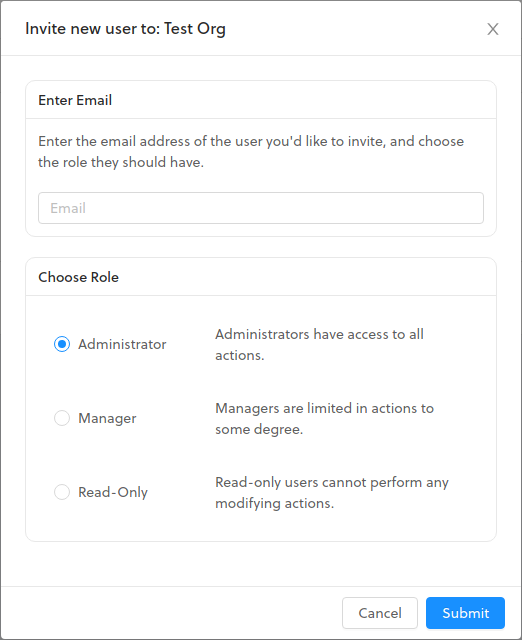 Invite new user to: Test Org
Enter Email
Enter the email address of the user you'd like to invite, and choose
the role they should have.
Email
Choose Role
Administrator
Administrators have access to all
actions.
Manager
Managers are limited in actions to
some degree.
Read-Only
Read-only users cannot perform any
modifying actions.
Cancel
Submit